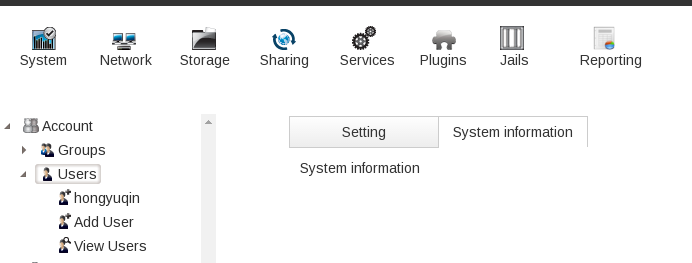 System Network Storage Sharing Services Plugins Jails Reporting
Account
Groups
Users
hongyuqin
Add User
View Users
Setting System information
System information